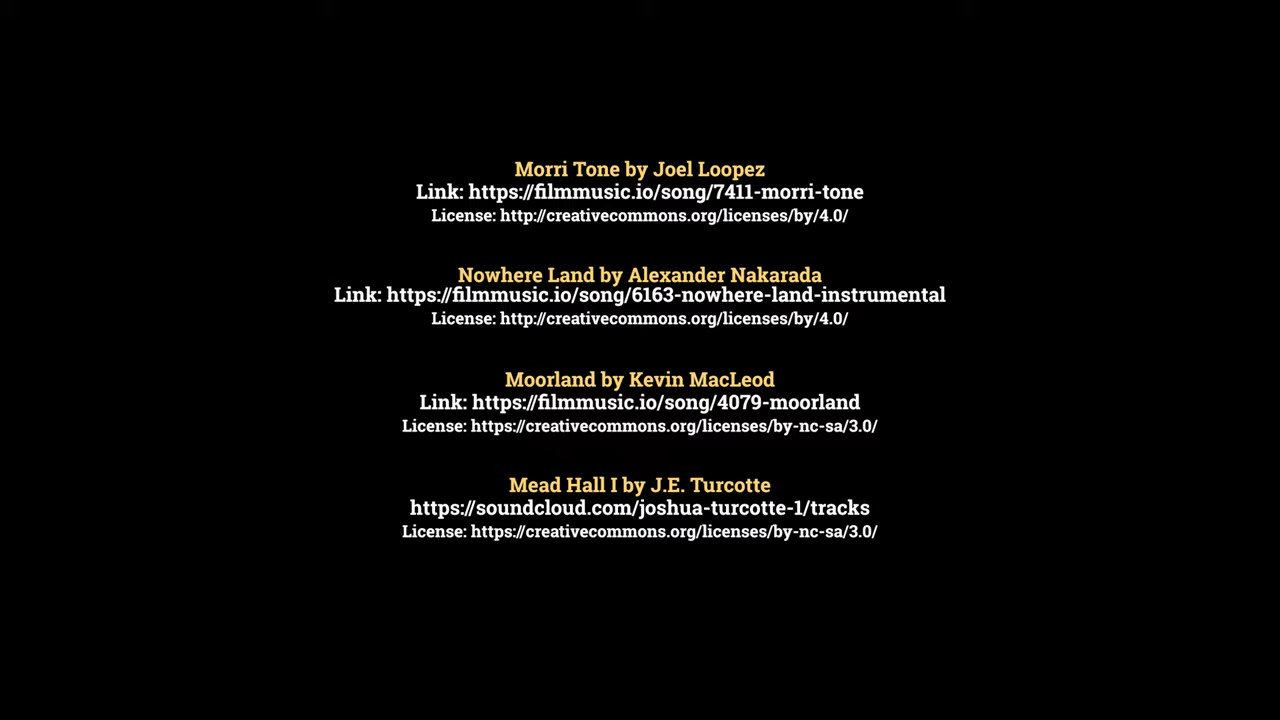 Morri Tone by Joel Loopez
Link: https://filmmusic.io/song/7411-morri-tone
License: http://creativecommons.org/licenses/by/4.0/
Nowhere Land by Alexander Nakarada
Link: https://filmmusic.io/song/6163-nowhere-land-instrumental
License: http://creativecommons.org/licenses/by/4.0/
Moorland by Kevin MacLeod
Link: https://filmmusic.io/song/4079-moorland
License: https://creativecommons.org/licenses/by-nc-sa/3.0/
Mead Hall I by J.E. Turcotte
https://soundcloud.com/joshua-turcotte-1/tracks
License: https://creativecommons.org/licenses/by-nc-sa/3.0/